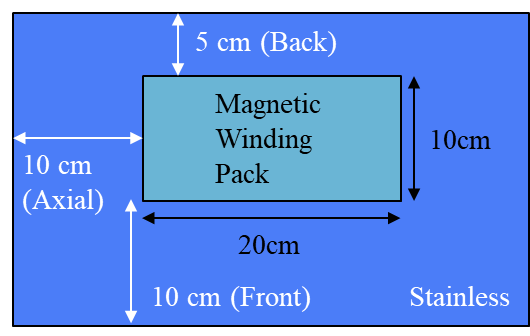 5 cm (Back)
Magnetic
Winding
Pack
10cm
10 cm
(Axial)
20cm
10 cm (Front)
Stainless